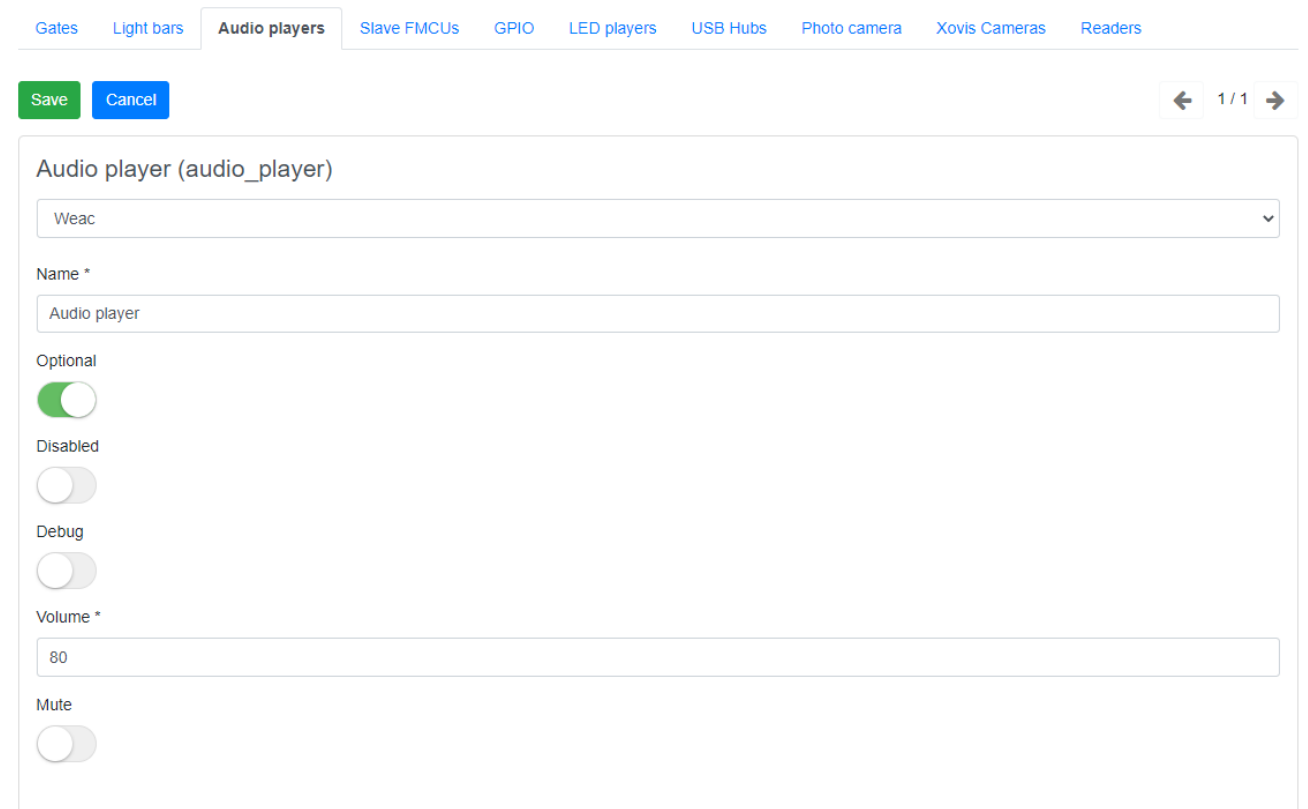 Gates Light bars Audio players Slave FMCUs GPIO LED players USB Hubs Photo camera Xovis Cameras Readers
Save Cancel 1 / 1
Audio player (audio_player)
Weac
Name *
Audio player
Optional
Disabled
Debug
Volume *
80
Mute